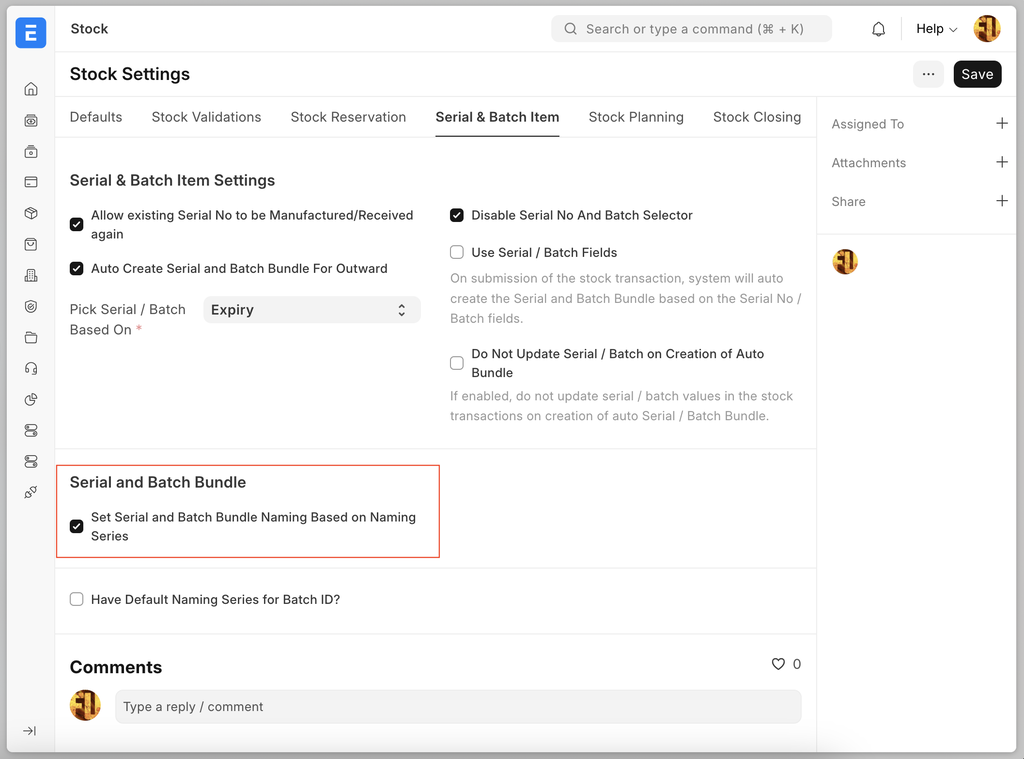 E
Stock
Search or type a command (⌘ + K)
Help
Stock Settings
...
Save
Defaults
Stock Validations
Stock Reservation
Serial & Batch Item
Stock Planning
Stock Closing
Assigned To
Attachments
Share
Serial & Batch Item Settings
Allow existing Serial No to be Manufactured/Received
again
Auto Create Serial and Batch Bundle For Outward
Pick Serial / Batch
Based On *
Expiry
Disable Serial No And Batch Selector
Use Serial / Batch Fields
On submission of the stock transaction, system will auto
create the Serial and Batch Bundle based on the Serial No /
Batch fields.
Do Not Update Serial / Batch on Creation of Auto
Bundle
If enabled, do not update serial / batch values in the stock
transactions on creation of auto Serial / Batch Bundle.
Serial and Batch Bundle
Set Serial and Batch Bundle Naming Based on Naming
Series
Have Default Naming Series for Batch ID?
Comments
0
Type a reply / comment